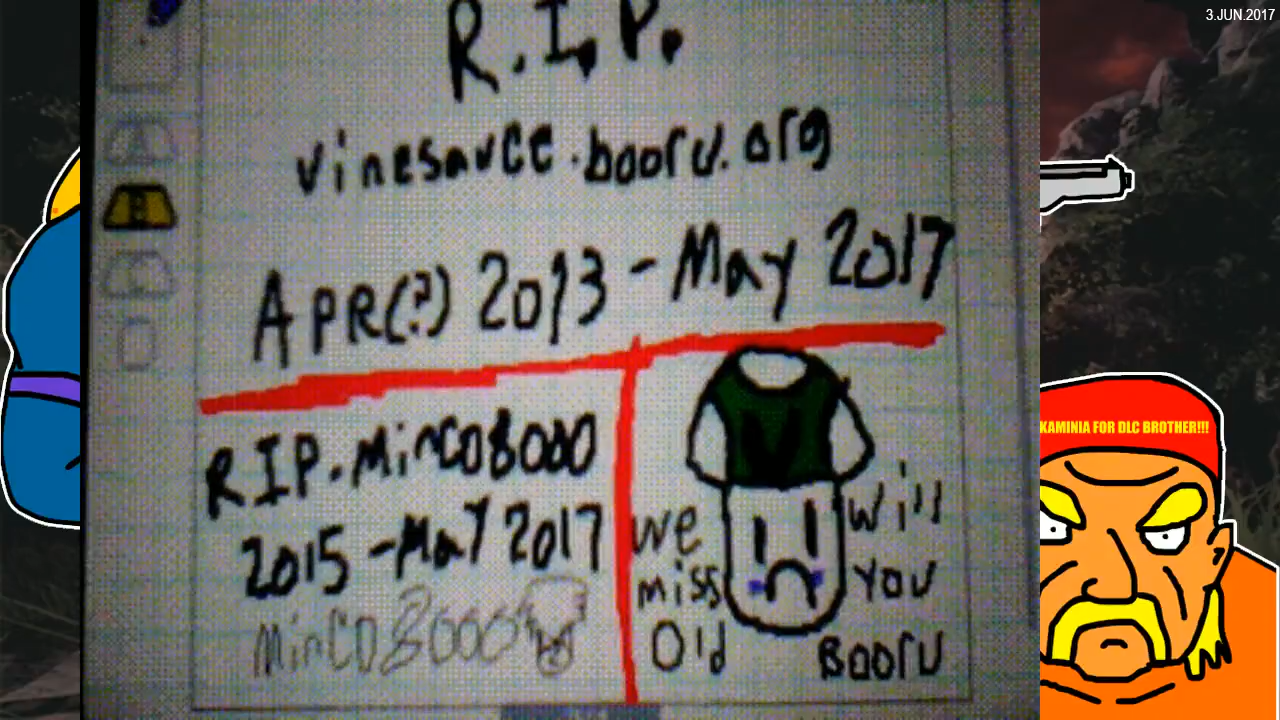 3.JUN.2017
R.I.P.
vinesauce.booru.org
APR(?) 2013 - May 2017
RIP. Minco8000
2015 - May 2017
Minco8000
We Will
miss You
Old Booru
M
KAMINIA FOR DLC BROTHER!!!